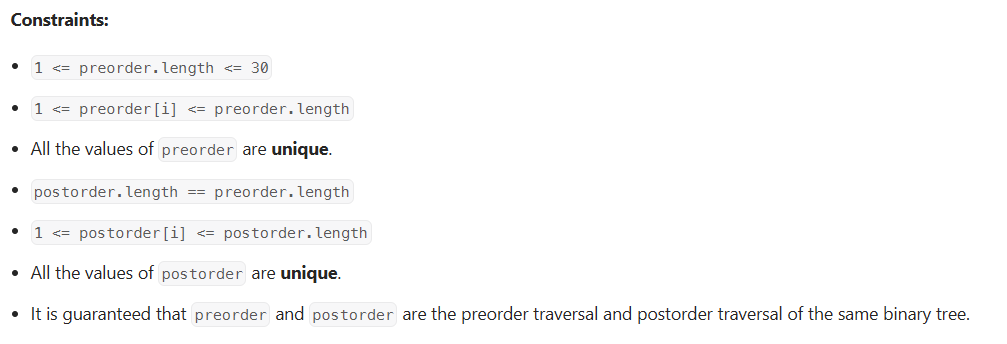 Constraints:
• 1 <= preorder.length <= 30
• 1 <= preorder[i] <= preorder.length
• All the values of preorder are unique.
• postorder.length == preorder.length
• 1 <= postorder[i] <= postorder.length
• All the values of postorder are unique.
• It is guaranteed that preorder and postorder are the preorder traversal and postorder traversal of the same binary tree.